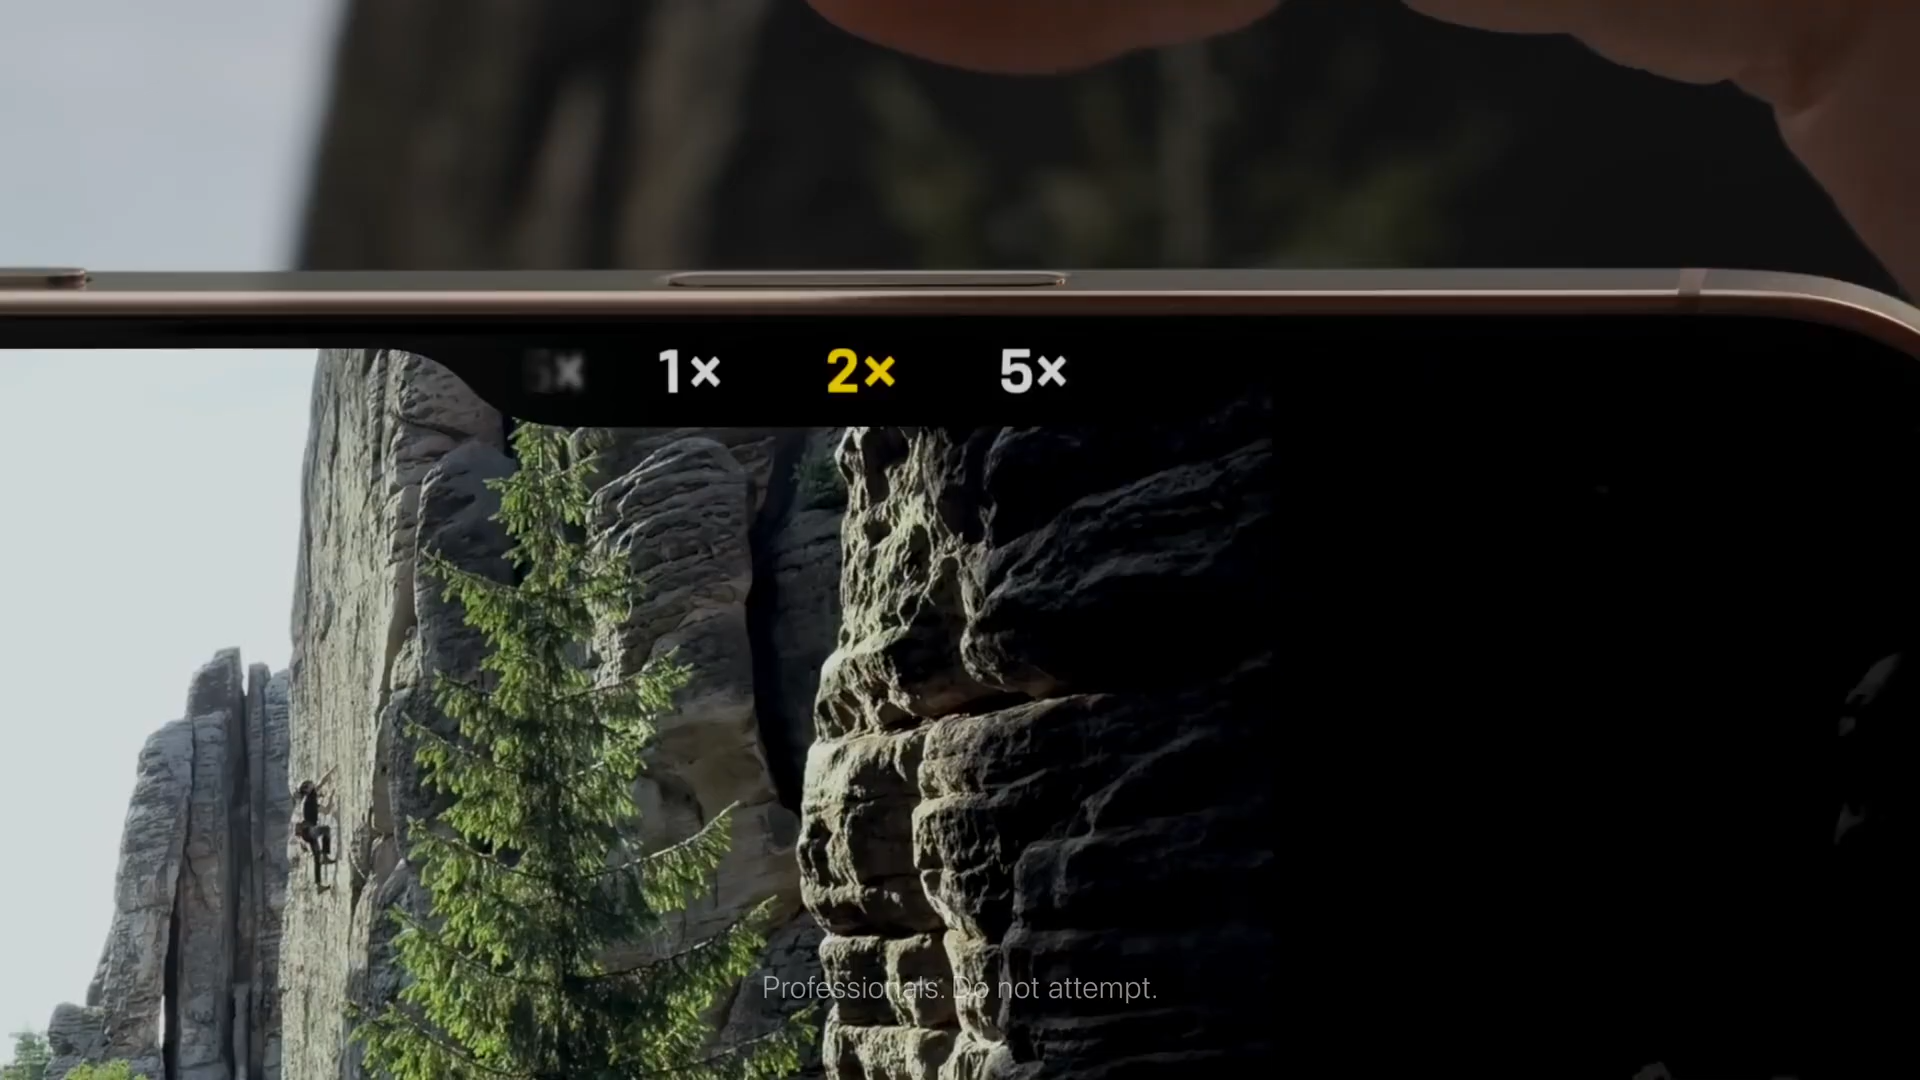 1× 2× 5×
Professionals. Do not attempt.